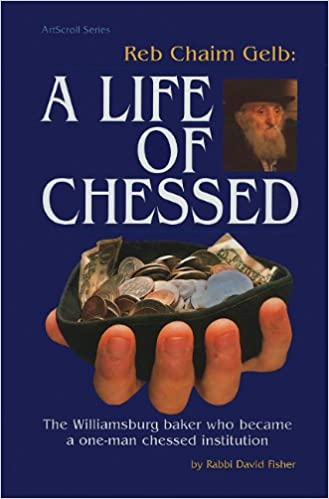 ArtScroll Series
Reb Chaim Gelb:
A LIFE
OF
CHESSED
The Williamsburg baker who became
a one-man chessed institution
by Rabbi David Fisher